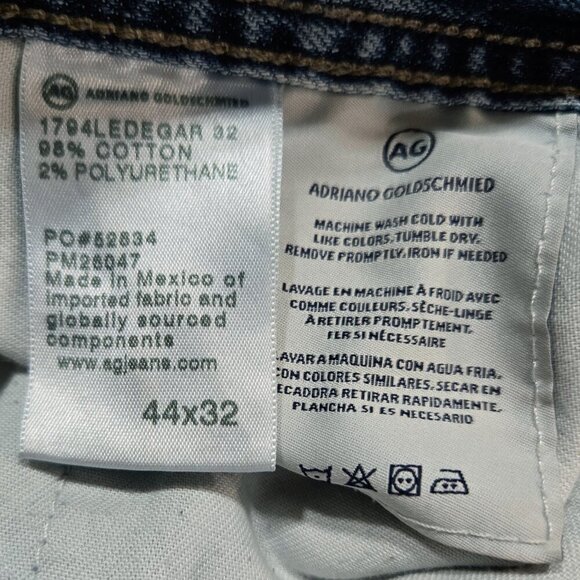 AG ADRIANO GOLDSCHMIED
1794LEDEGAR 32
98% COTTON
2% POLYURETHANE
PO#52834
PM26047
Made in Mexico of
imported fabric and
globally sourced
components
www.agjeans.com
44x32
AG
ADRIANO GOLDSCHMIED
MACHINE WASH COLD WITH
LIKE COLORS. TUMBLE DRY.
REMOVE PROMPTLY. IRON IF NEEDED
LAVAGE EN MACHINE À FROID AVEC
COMME COULEURS. SÈCHE-LINGE
À RETIRER PROMPTEMENT.
FER SI NÉCESSAIRE
AVAR A MAQUINA CON AGUA FRIA,
CON COLORES SIMILARES. SECAR EN
ECADORA RETIRAR RAPIDAMENTE.
PLANCHA SI ES NECESARIO